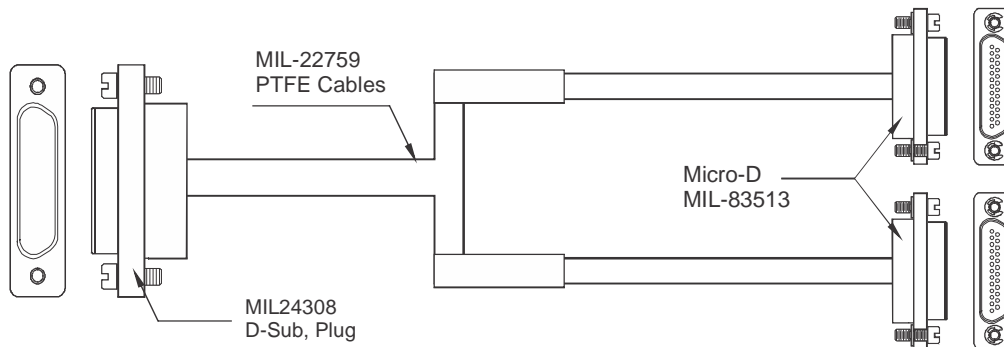 MIL-22759
PTFE Cables
Micro-D
MIL-83513
MIL24308
D-Sub, Plug